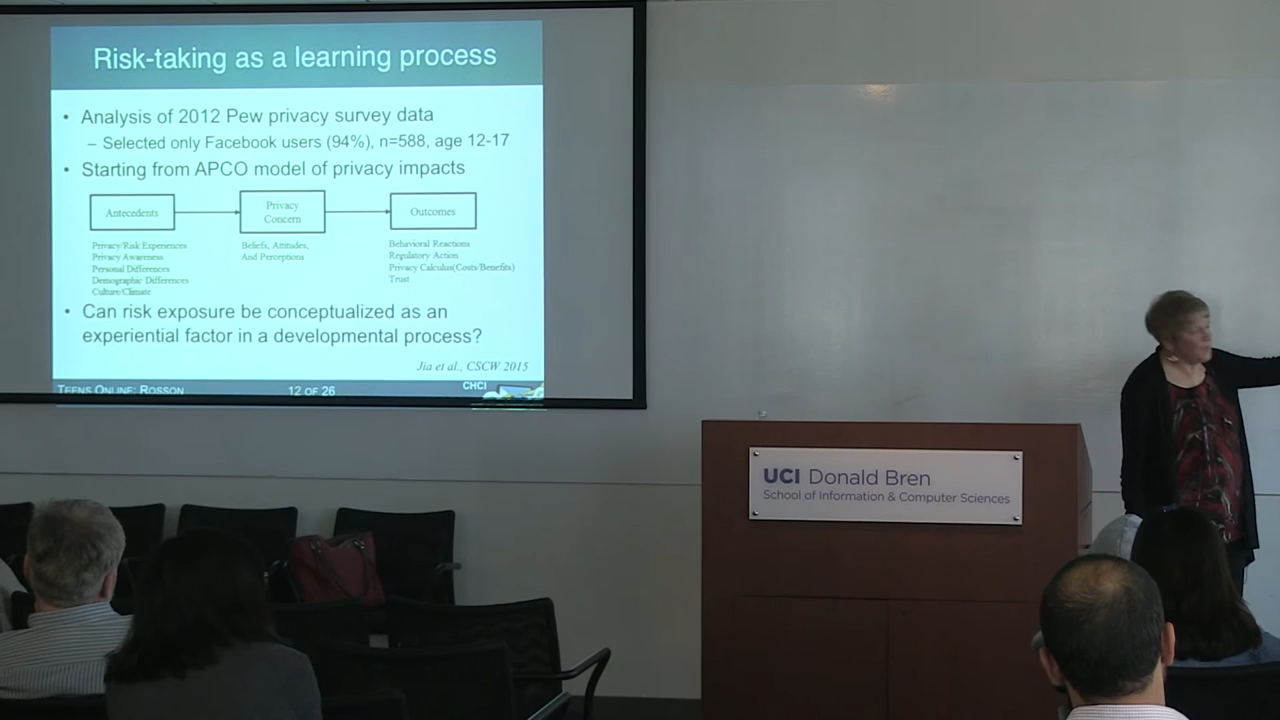 Risk-taking as a learning process
• Analysis of 2012 Pew privacy survey data
– Selected only Facebook users (94%), n=588, age 12-17
• Starting from APCO model of privacy impacts
Antecedents
Privacy
Concern
Outcomes
Privacy/Risk Experiences
Privacy Awareness
Personal Differences
Demographic Differences
Culture/Climate
Beliefs, Attitudes,
And Perceptions
Behavioral Reactions
Regulatory Action
Privacy Calculus(Costs/Benefits)
Trust
• Can risk exposure be conceptualized as an
experiential factor in a developmental process?
Jia et al., CSCW 2015
TEENS ONLINE: ROSSON
12 OF 26
CHCI
UCI Donald Bren
School of Information & Computer Sciences